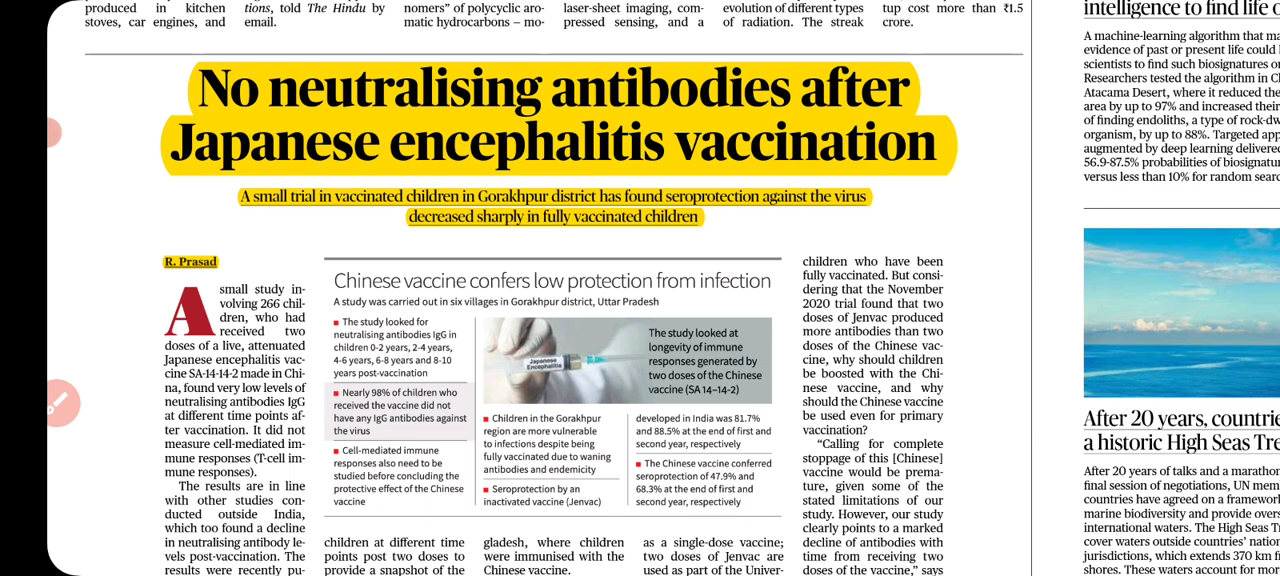 produced in kitchen
stoves, car engines, and
tions, told The Hindu by
email.
nomers” of polycyclic aro-
matic hydrocarbons – mo-
laser-sheet imaging, com-
pressed sensing, and a
evolution of different types
of radiation. The streak
tup cost more than ₹1.5
crore.
No neutralising antibodies after
Japanese encephalitis vaccination
A small trial in vaccinated children in Gorakhpur district has found seroprotection against the virus
decreased sharply in fully vaccinated children
R. Prasad
A small study in-
volving 266 chil-
dren, who had
received two
doses of a live, attenuated
Japanese encephalitis vac-
cine SA-14-14-2 made in Chi-
na, found very low levels of
neutralising antibodies IgG
at different time points af-
ter vaccination. It did not
measure cell-mediated im-
mune responses (T-cell im-
mune responses).
The results are in line
with other studies con-
ducted outside India,
which too found a decline
in neutralising antibody le-
vels post-vaccination. The
results were recently pu-
Chinese vaccine confers low protection from infection
A study was carried out in six villages in Gorakhpur district, Uttar Pradesh
The study looked for
neutralising antibodies IgG in
children 0-2 years, 2-4 years,
4-6 years, 6-8 years and 8-10
years post-vaccination
Nearly 98% of children who
received the vaccine did not
have any IgG antibodies against
the virus
Cell-mediated immune
responses also need to be
studied before concluding the
protective effect of the Chinese
vaccine
Japanese
Encephalitis
The study looked at
longevity of immune
responses generated by
two doses of the Chinese
vaccine (SA 14–14-2)
Children in the Gorakhpur
region are more vulnerable
to infections despite being
fully vaccinated due to waning
antibodies and endemicity
Seroprotection by an
inactivated vaccine (Jenvac)
developed in India was 81.7%
and 88.5% at the end of first and
second year, respectively
The Chinese vaccine conferred
seroprotection of 47.9% and
68.3% at the end of first and
second year, respectively
children at different time
points post two doses to
provide a snapshot of the
gladesh, where children
were immunised with the
Chinese vaccine.
as a single-dose vaccine;
two doses of Jenvac are
used as part of the Univer-
children who have been
fully vaccinated. But consi-
dering that the November
2020 trial found that two
doses of Jenvac produced
more antibodies than two
doses of the Chinese vac-
cine, why should children
be boosted with the Chi-
nese vaccine, and why
should the Chinese vaccine
be used even for primary
vaccination?
“Calling for complete
stoppage of this [Chinese]
vaccine would be prema-
ture, given some of the
stated limitations of our
study. However, our study
clearly points to a marked
decline of antibodies with
time from receiving two
doses of the vaccine,” says
intelligence to find life o
A machine-learning algorithm that ma
evidence of past or present life could
scientists to find such biosignatures o
Researchers tested the algorithm in C
Atacama Desert, where it reduced the
area by up to 97% and increased their
of finding endoliths, a type of rock-dw
organism, by up to 88%. Targeted app
augmented by deep learning delivered
56.9-87.5% probabilities of biosignatu
versus less than 10% for random searc
After 20 years, countrie
a historic High Seas Tre
After 20 years of talks and a marathon
final session of negotiations, UN mem
countries have agreed on a framework
marine biodiversity and provide overs
international waters. The High Seas Tr
cover waters outside countries’ nation
jurisdictions, which extends 370 km f
shores. These waters account for mor